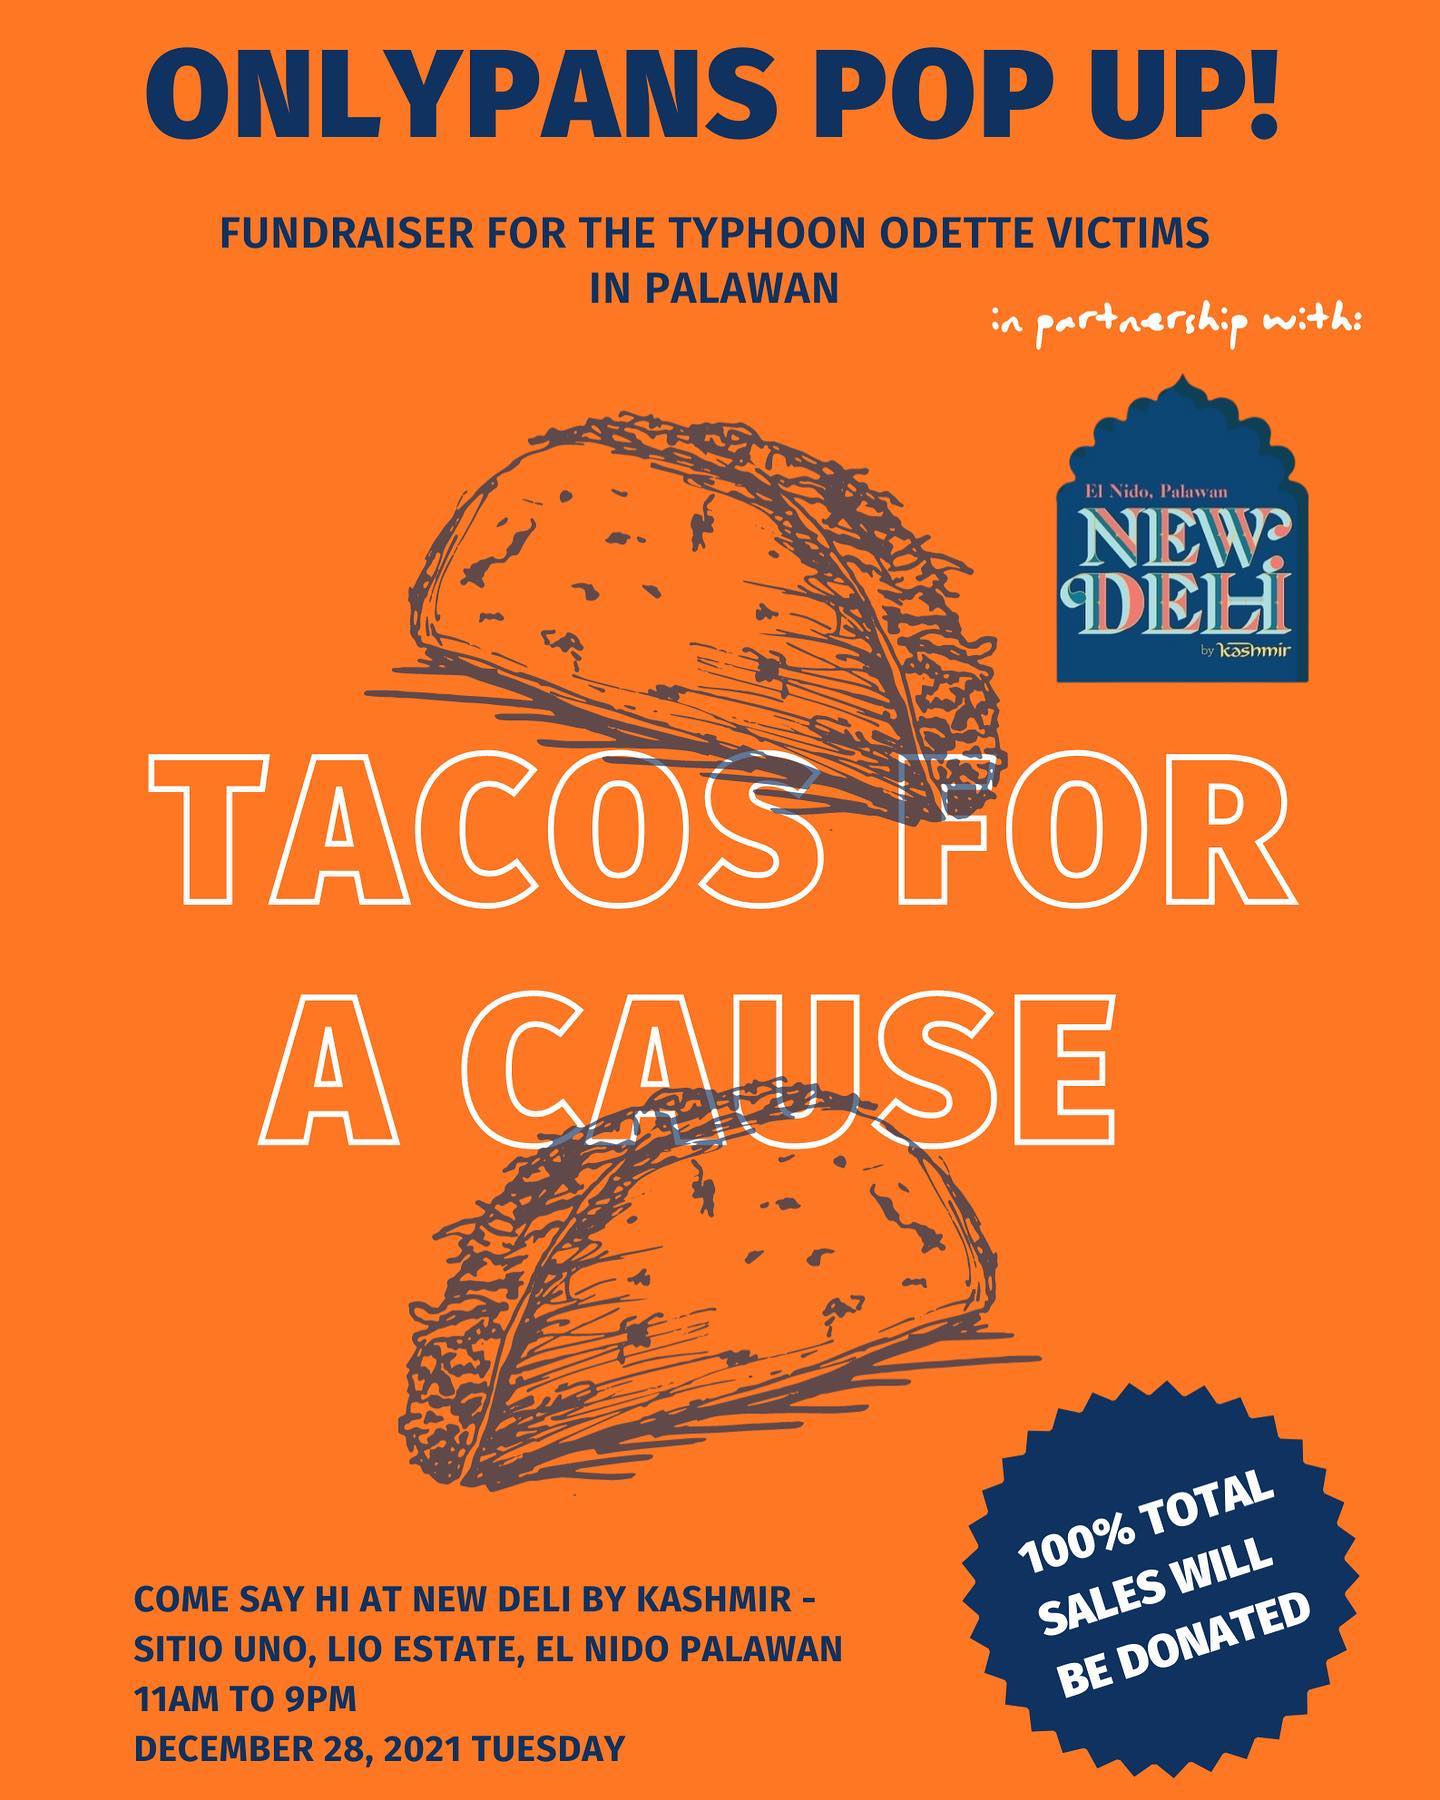 ONLYPANS POP UP!
FUNDRAISER FOR THE TYPHOON ODETTE VICTIMS
IN PALAWAN
in partnership with:
El Nido, Palawan
NEW
DELi
by kashmir
TACOS FOR
A CAUSE
100% TOTAL
SALES WILL
BE DONATED
COME SAY HI AT NEW DELI BY KASHMIR -
SITIO UNO, LIO ESTATE, EL NIDO PALAWAN
11AM TO 9PM
DECEMBER 28, 2021 TUESDAY